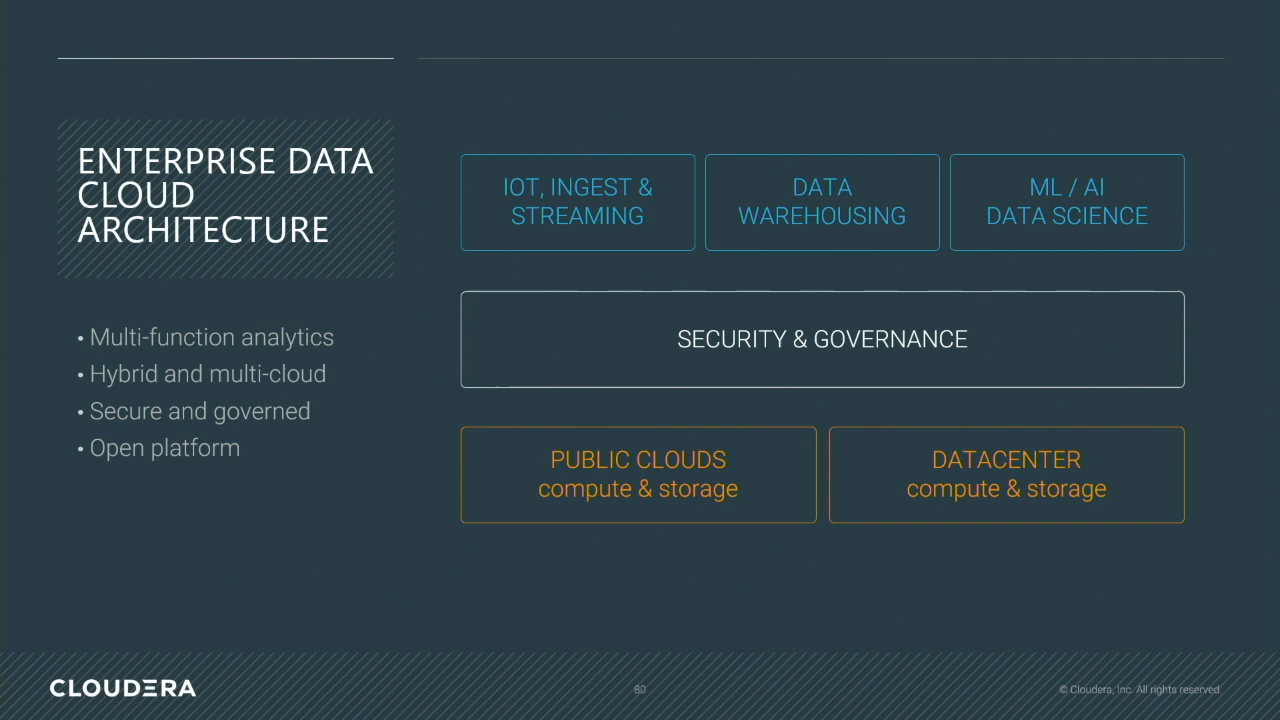 ENTERPRISE DATA
CLOUD
ARCHITECTURE
• Multi-function analytics
• Hybrid and multi-cloud
• Secure and governed
• Open platform
IOT, INGEST &
STREAMING
DATA
WAREHOUSING
ML / AI
DATA SCIENCE
SECURITY & GOVERNANCE
PUBLIC CLOUDS
compute & storage
DATACENTER
compute & storage
CLOUDERA
80
© Cloudera, Inc. All rights reserved.